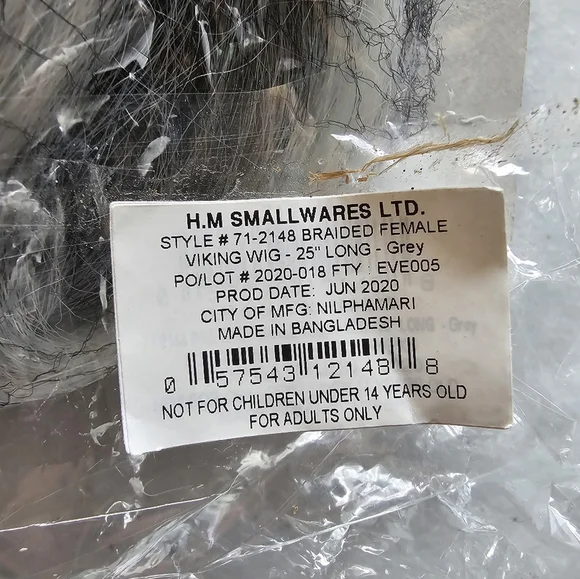 H.M SMALLWARES LTD.
STYLE # 71-2148 BRAIDED FEMALE
VIKING WIG - 25" LONG - Grey
PO/LOT # 2020-018 FTY : EVE005
PROD DATE: JUN 2020
CITY OF MFG: NILPHAMARI
MADE IN BANGLADESH
0 57543 12148 8
NOT FOR CHILDREN UNDER 14 YEARS OLD
FOR ADULTS ONLY